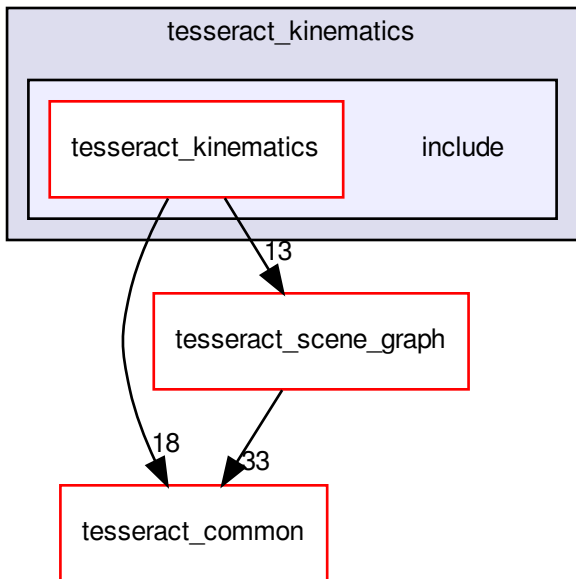 tesseract_kinematics
tesseract_kinematics
include
13
tesseract_scene_graph
18
33
tesseract_common